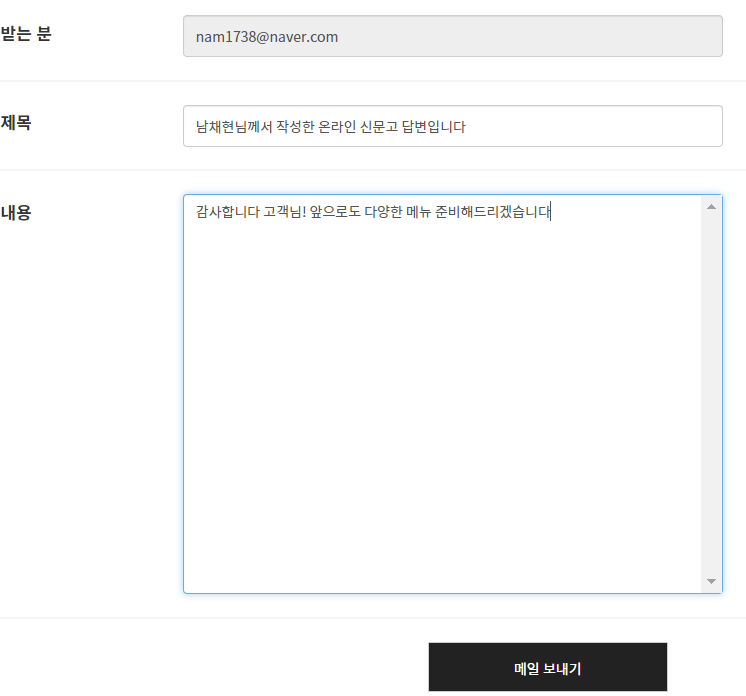 받는 분
nam1738@naver.com
제목
남채현님께서 작성한 온라인 신문고 답변입니다
내용
감사합니다 고객님! 앞으로도 다양한 메뉴 준비해드리겠습니다
메일 보내기